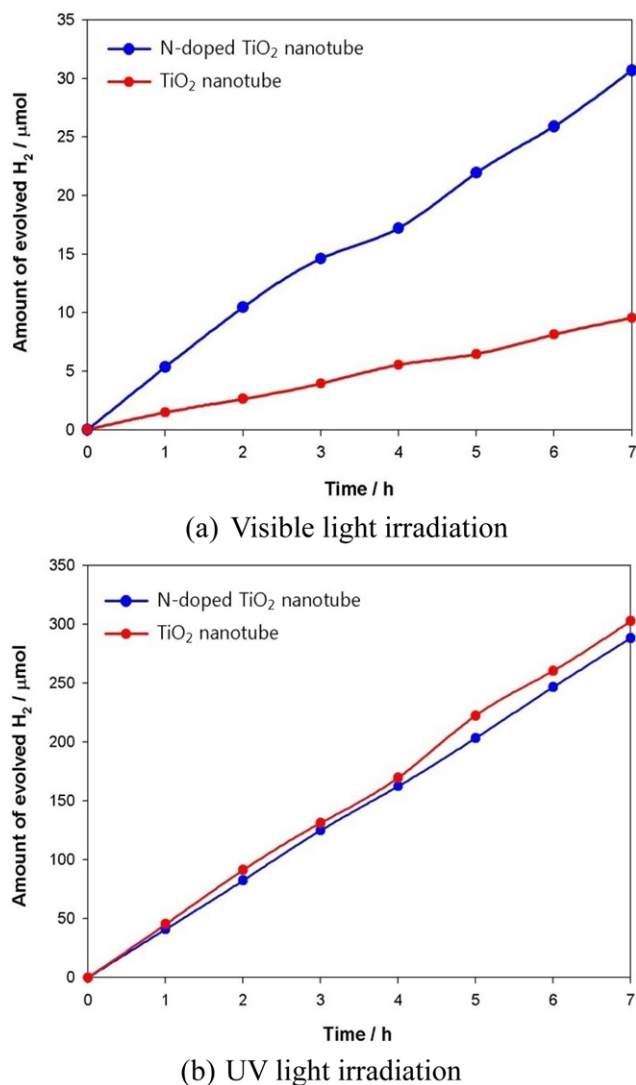 35
30
25
20
15
10
5
0
Amount of evolved H₂ / μmol
N-doped TiO₂ nanotube
TiO₂ nanotube
0 1 2 3 4 5 6 7
Time / h
(a) Visible light irradiation
350
300
250
200
150
100
50
0
Amount of evolved H₂ / μmol
N-doped TiO₂ nanotube
TiO₂ nanotube
0 1 2 3 4 5 6 7
Time / h
(b) UV light irradiation